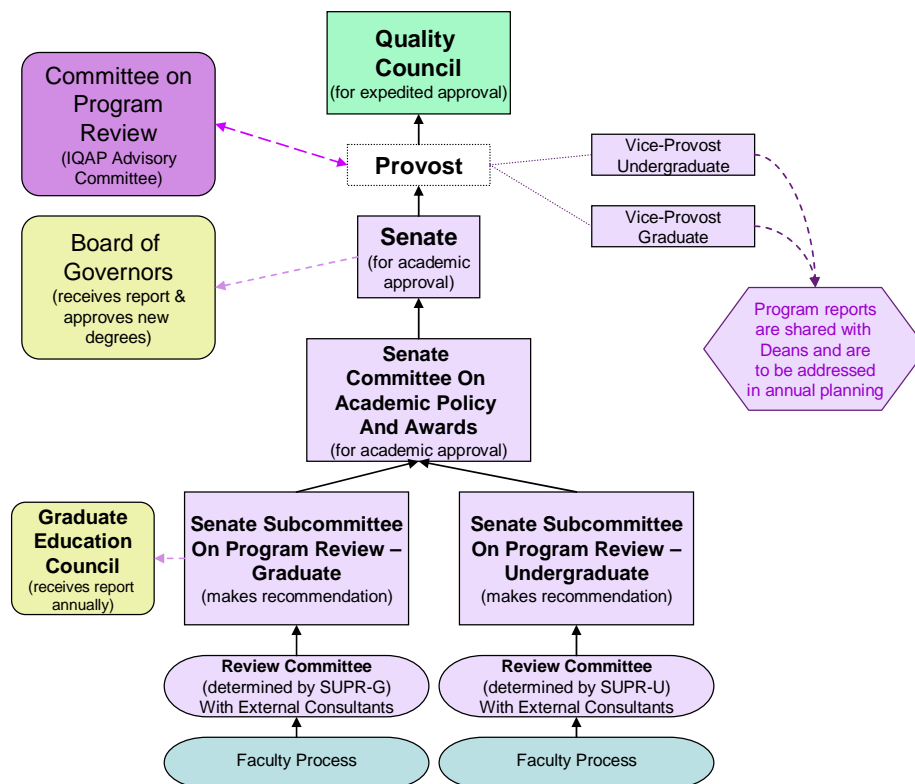 Quality
Council
(for expedited approval)
Committee on
Program
Review
(IQAP Advisory
Committee)
Provost
Vice-Provost
Undergraduate
Vice-Provost
Graduate
Board of
Governors
(receives report &
approves new
degrees)
Senate
(for academic
approval)
Program reports
are shared with
Deans and are
to be addressed
in annual planning
Senate
Committee On
Academic Policy
And Awards
(for academic approval)
Graduate
Education
Council
(receives report
annually)
Senate Subcommittee
On Program Review –
Graduate
(makes recommendation)
Senate Subcommittee
On Program Review –
Undergraduate
(makes recommendation)
Review Committee
(determined by SUPR-G)
With External Consultants
Review Committee
(determined by SUPR-U)
With External Consultants
Faculty Process
Faculty Process